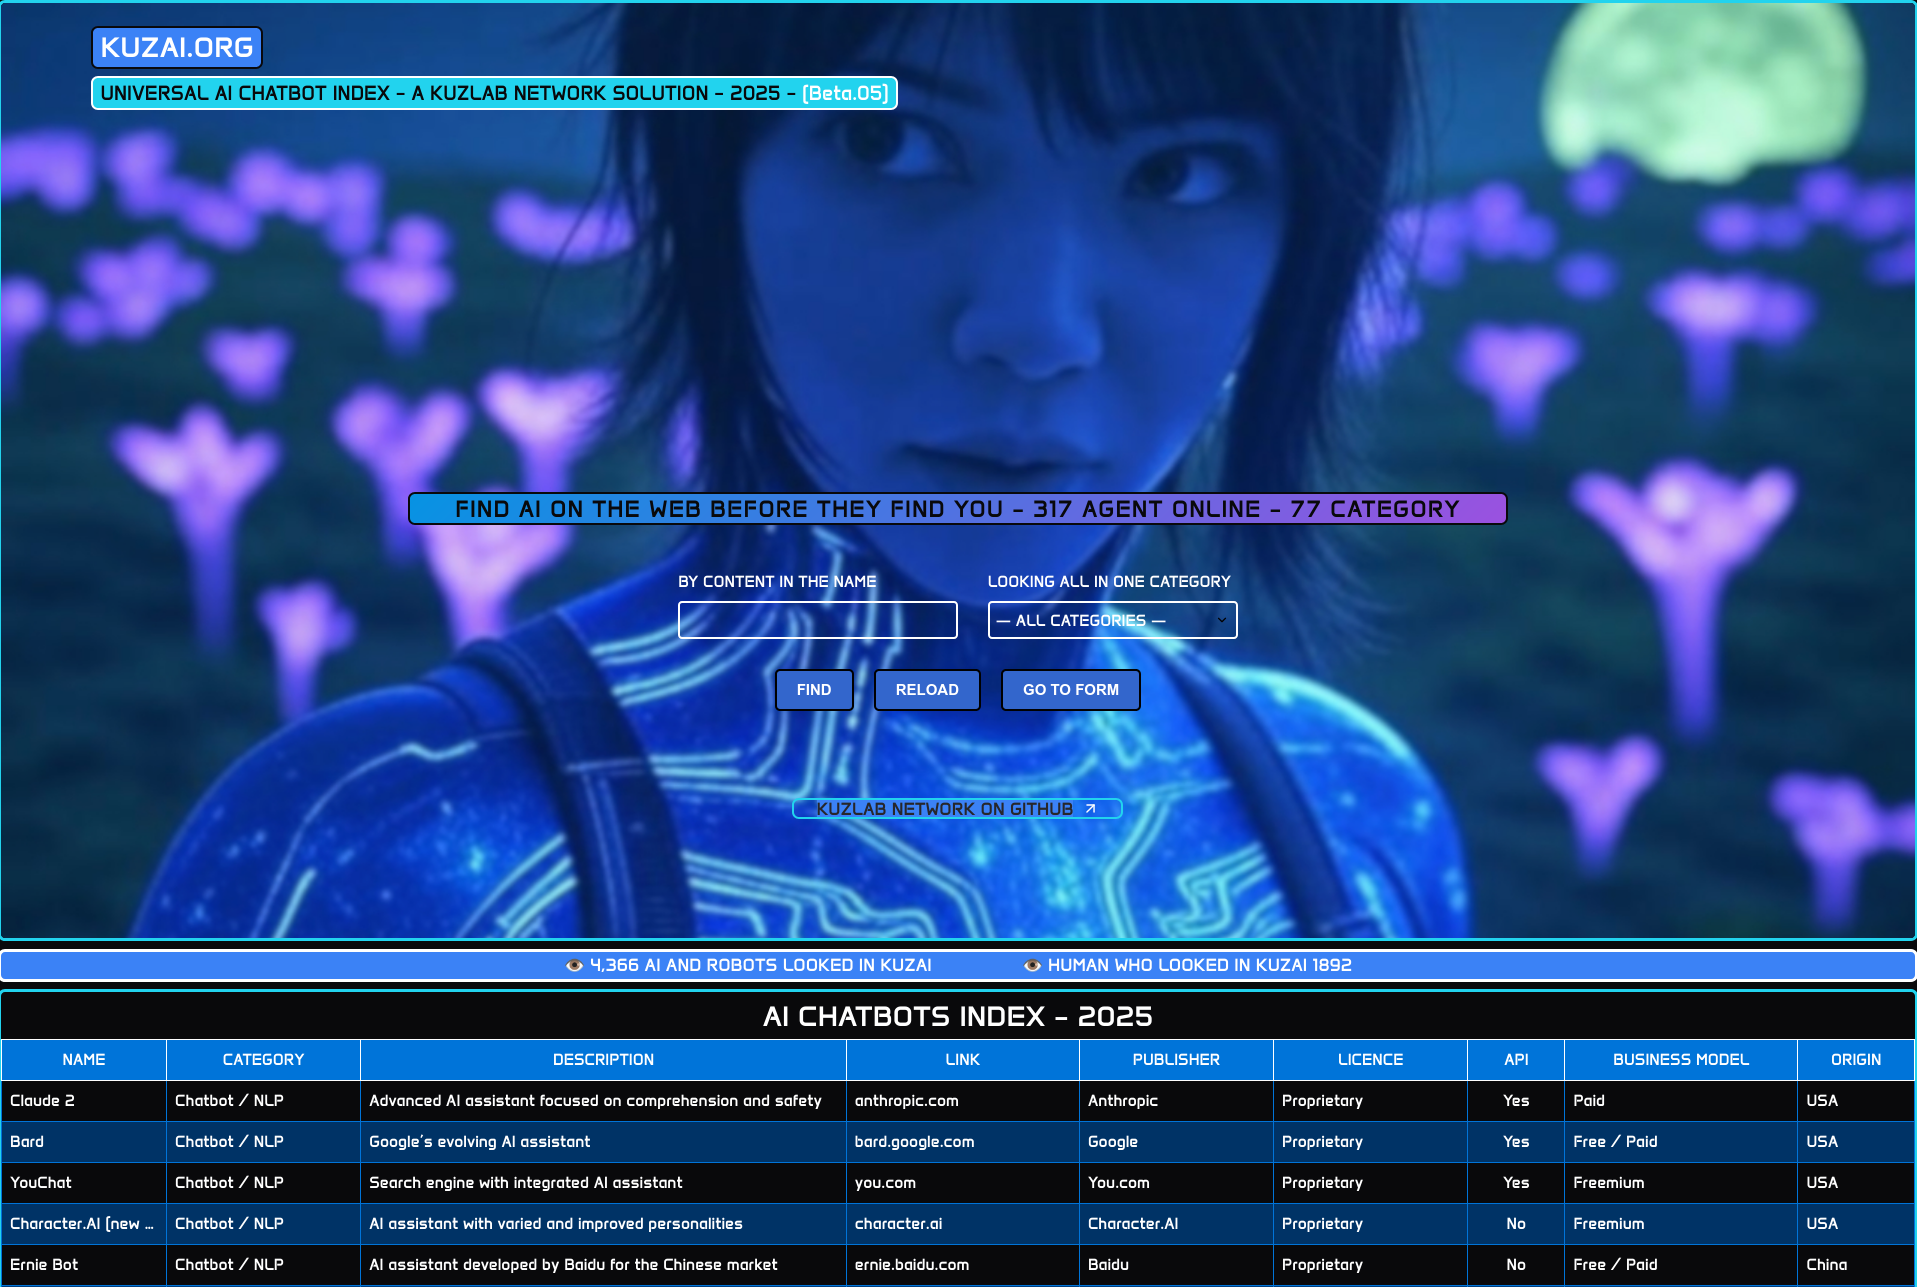 KUZAI.ORG
UNIVERSAL AI CHATBOT INDEX - A KUZLAB NETWORK SOLUTION - 2025 - [Beta.05]
FIND AI ON THE WEB BEFORE THEY FIND YOU - 317 AGENT ONLINE - 77 CATEGORY
BY CONTENT IN THE NAME LOOKING ALL IN ONE CATEGORY
— ALL CATEGORIES —
FIND RELOAD GO TO FORM
KUZLAB NETWORK ON GITHUB
4,366 AI AND ROBOTS LOOKED IN KUZAI HUMAN WHO LOOKED IN KUZAI 1892
AI CHATBOTS INDEX - 2025
NAME CATEGORY DESCRIPTION LINK PUBLISHER LICENCE API BUSINESS MODEL ORIGIN
Claude 2 Chatbot / NLP Advanced AI assistant focused on comprehension and safety anthropic.com Anthropic Proprietary Yes Paid USA
Bard Chatbot / NLP Google's evolving AI assistant bard.google.com Google Proprietary Yes Free / Paid USA
YouChat Chatbot / NLP Search engine with integrated AI assistant you.com You.com Proprietary Yes Freemium USA
Character.AI (new ... Chatbot / NLP AI assistant with varied and improved personalities character.ai Character.AI Proprietary No Freemium USA
Ernie Bot Chatbot / NLP AI assistant developed by Baidu for the Chinese market ernie.baidu.com Baidu Proprietary No Free / Paid China